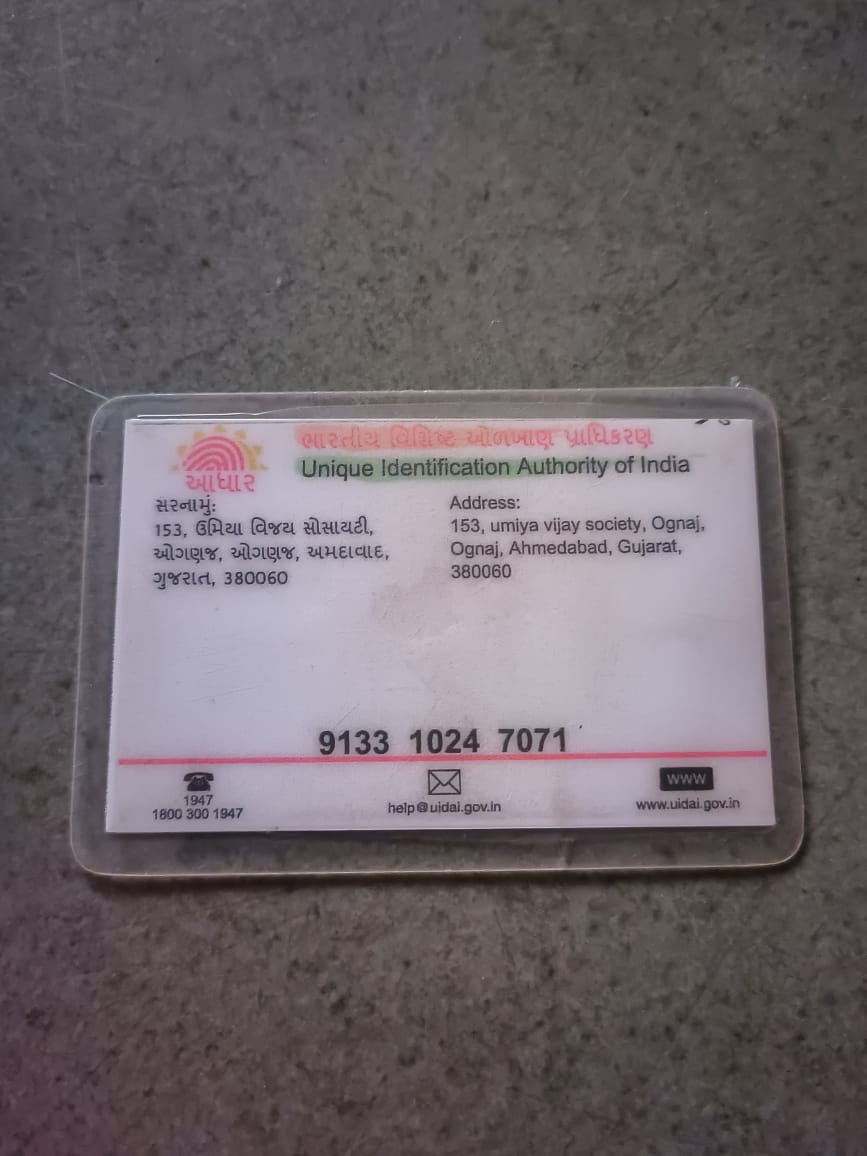 ભારતીય વિશિષ્ટ ઓળખાણ પ્રાધિકરણ
Unique Identification Authority of India
આધાર
સરનામું:
153, ઉમિયા વિજય સોસાયટી,
ઓગણજ, ઓગણજ, અમદાવાદ,
ગુજરાત, 380060
Address:
153, umiya vijay society, Ognaj,
Ognaj, Ahmedabad, Gujarat,
380060
9133 1024 7071
1947
1800 300 1947
help@uidai.gov.in
www
www.uidai.gov.in